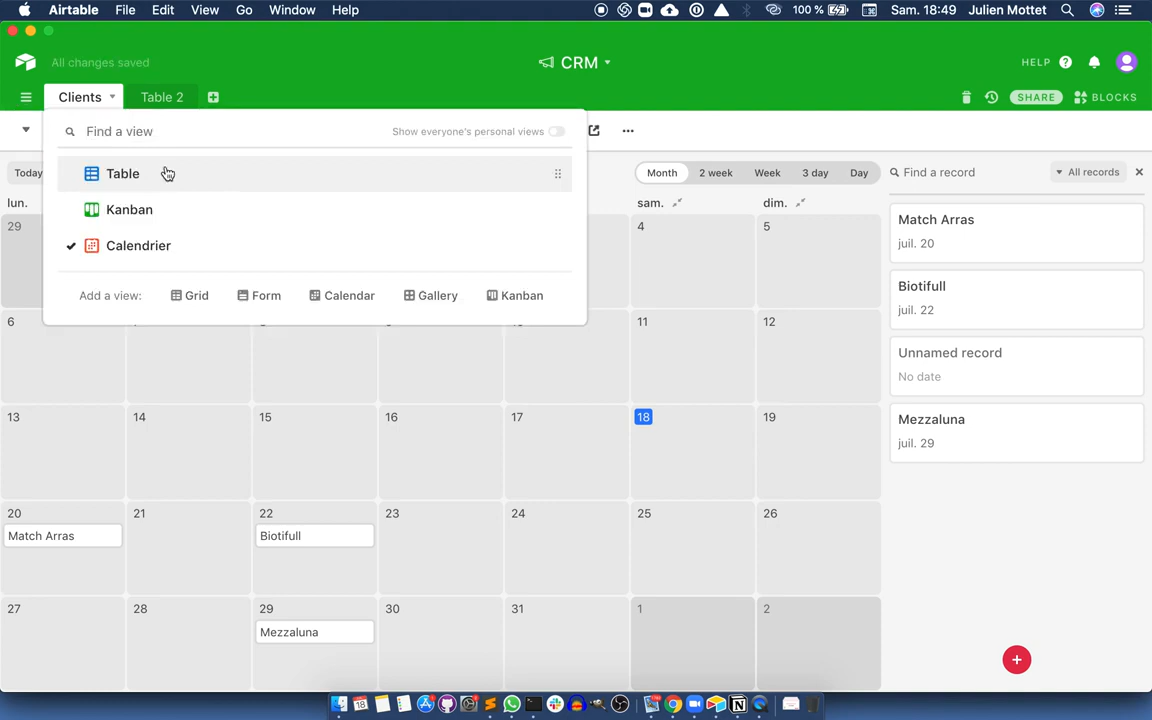 Airtable File Edit View Go Window Help 100 % Sam. 18:49 Julien Mottet
All changes saved CRM HELP
Clients Table 2 SHARE BLOCKS
Find a view Show everyone's personal views
Table
Kanban
Calendrier
Add a view: Grid Form Calendar Gallery Kanban
Today Month 2 week Week 3 day Day Find a record All records
lun. sam. dim.
29 4 5
Match Arras
juil. 20
Biotifull
juil. 22
6 11 12
Unnamed record
No date
13 14 15 16 17 18 19
Mezzaluna
juil. 29
20 21 22 23 24 25 26
Match Arras Biotifull
27 28 29 30 31 1 2
Mezzaluna